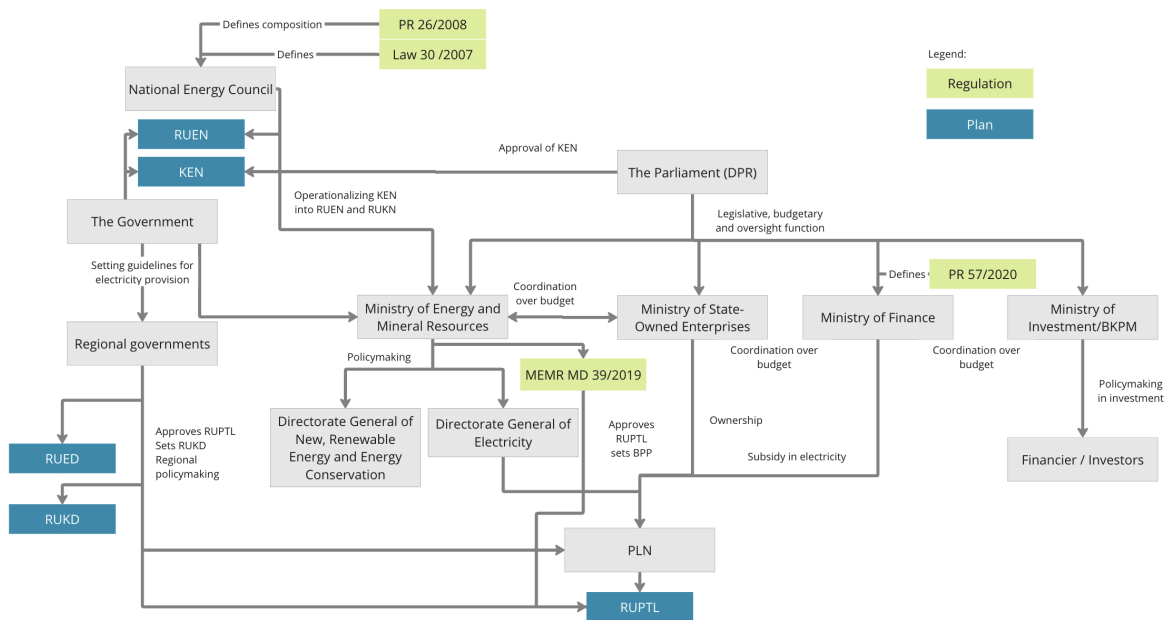 Defines composition
PR 26/2008
Defines
Law 30 /2007
Legend:
Regulation
Plan
National Energy Council
RUEN
KEN
Approval of KEN
The Parliament (DPR)
Operationalizing KEN
into RUEN and RUKN
The Government
Legislative, budgetary
and oversight function
Setting guidelines for
electricity provision
Defines
PR 57/2020
Coordination
over budget
Ministry of Energy and
Mineral Resources
Ministry of State-
Owned Enterprises
Ministry of Finance
Ministry of
Investment/BKPM
Regional governments
Policymaking
MEMR MD 39/2019
Coordination over
budget
Coordination over
budget
Policymaking
in investment
Directorate General of
New, Renewable
Energy and Energy
Conservation
Directorate General of
Electricity
Approves
RUPTL
sets BPP
Ownership
Subsidy in electricity
Financier / Investors
Approves RUPTL
Sets RUKD
Regional
policymaking
RUED
RUKD
PLN
RUPTL